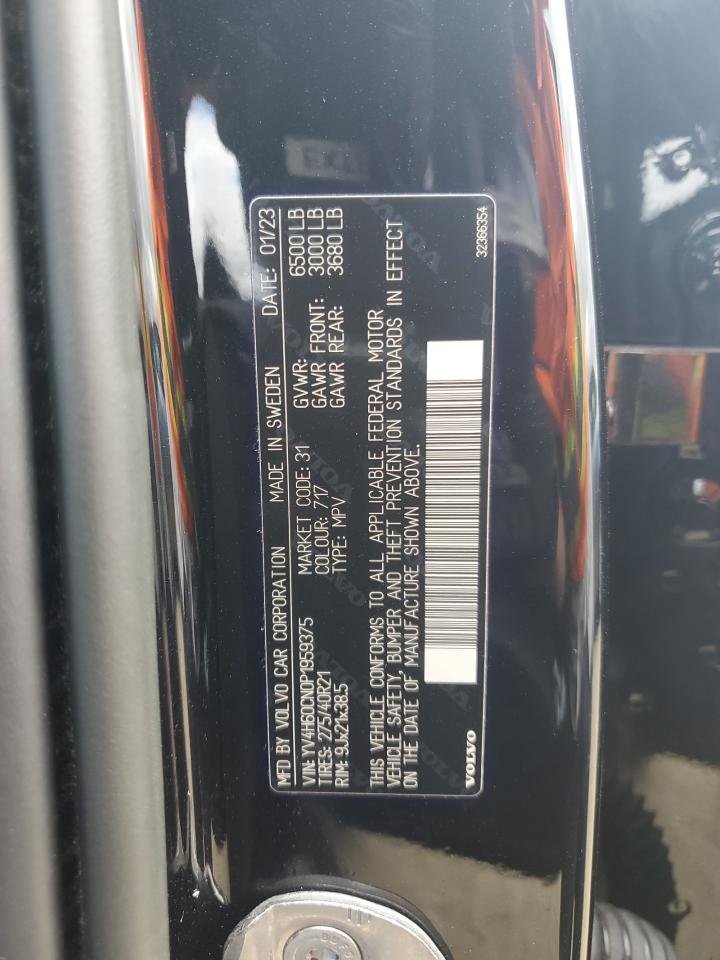 MFD BY VOLVO CAR CORPORATION MADE IN SWEDEN DATE: 01/23
VIN: YV4H60CN0P1959375 MARKET CODE: 31 GVWR: 6500 LB
TIRES: 275/40R21 COLOUR: 717 GAWR FRONT: 3000 LB
RIM: 9Jx21x38.5 TYPE: MPV GAWR REAR: 3680 LB
THIS VEHICLE CONFORMS TO ALL APPLICABLE FEDERAL MOTOR
VEHICLE SAFETY, BUMPER AND THEFT PREVENTION STANDARDS IN EFFECT
ON THE DATE OF MANUFACTURE SHOWN ABOVE.
VOLVO 32366354